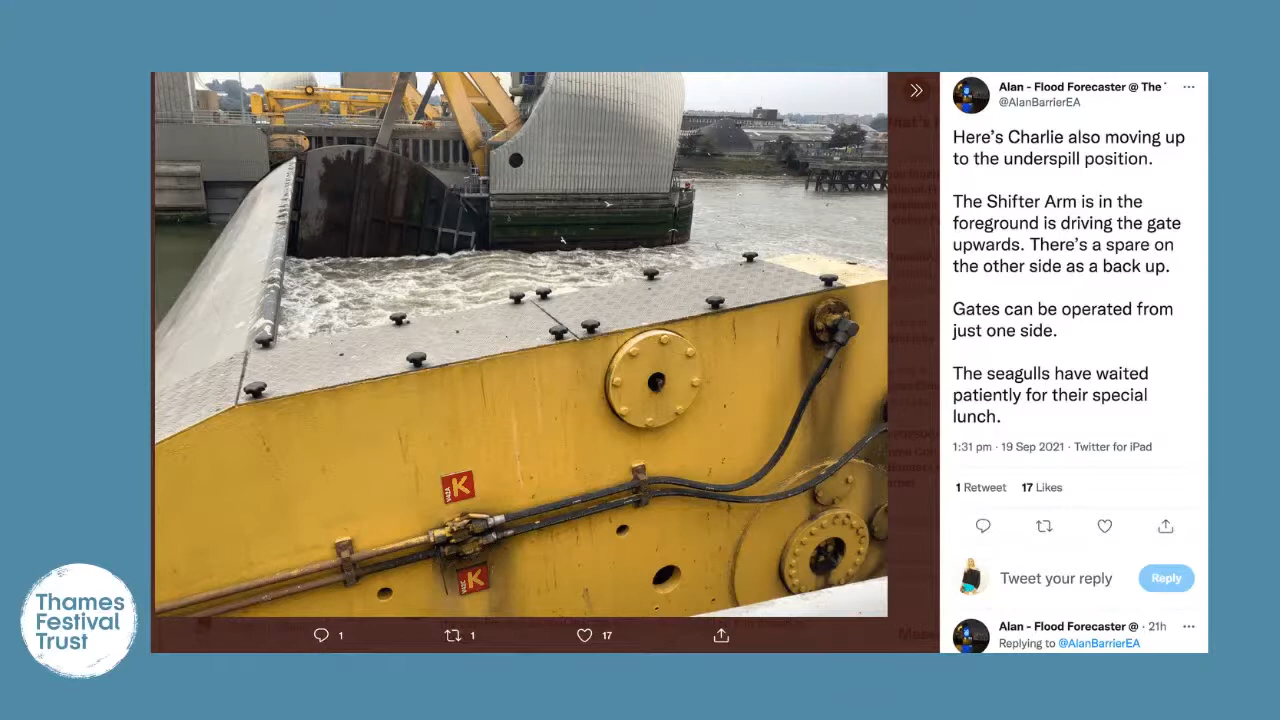 Alan - Flood Forecaster @ The
@AlanBarrierEA
Here's Charlie also moving up
to the underspill position.
The Shifter Arm is in the
foreground is driving the gate
upwards. There's a spare on
the other side as a back up.
Gates can be operated from
just one side.
The seagulls have waited
patiently for their special
lunch.
1:31 pm · 19 Sep 2021 · Twitter for iPad
1 Retweet 17 Likes
Tweet your reply
Reply
Alan - Flood Forecaster @ · 21h
Replying to @AlanBarrierEA
K
K
1 1 17
Thames
Festival
Trust